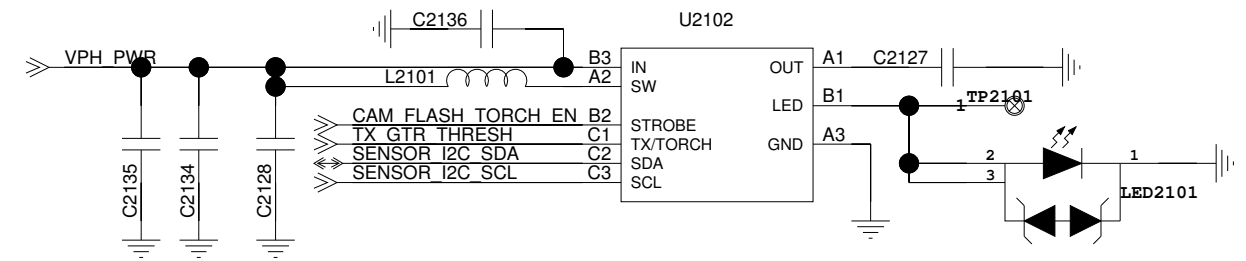 C2136
U2102
VPH_PWR
B3
IN
OUT
A1
C2127
L2101
A2
SW
LED
B1
1
TP2101
CAM_FLASH_TORCH_EN
B2
STROBE
GND
A3
TX_GTR_THRESH
C1
TX/TORCH
SENSOR_I2C_SDA
C2
SDA
SENSOR_I2C_SCL
C3
SCL
2
1
3
LED2101
C2135
C2134
C2128